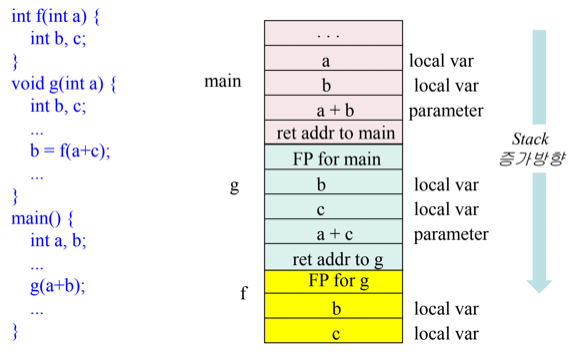 int f(int a) {
int b, c;
}
void g(int a) {
int b, c;
...
b = f(a+c);
...
}
main() {
int a, b;
...
g(a+b);
...
}
main
g
f
. . .
a local var
b local var
a + b parameter
ret addr to main
FP for main
b local var
c local var
a + c parameter
ret addr to g
FP for g
b local var
c local var
Stack
증가방향